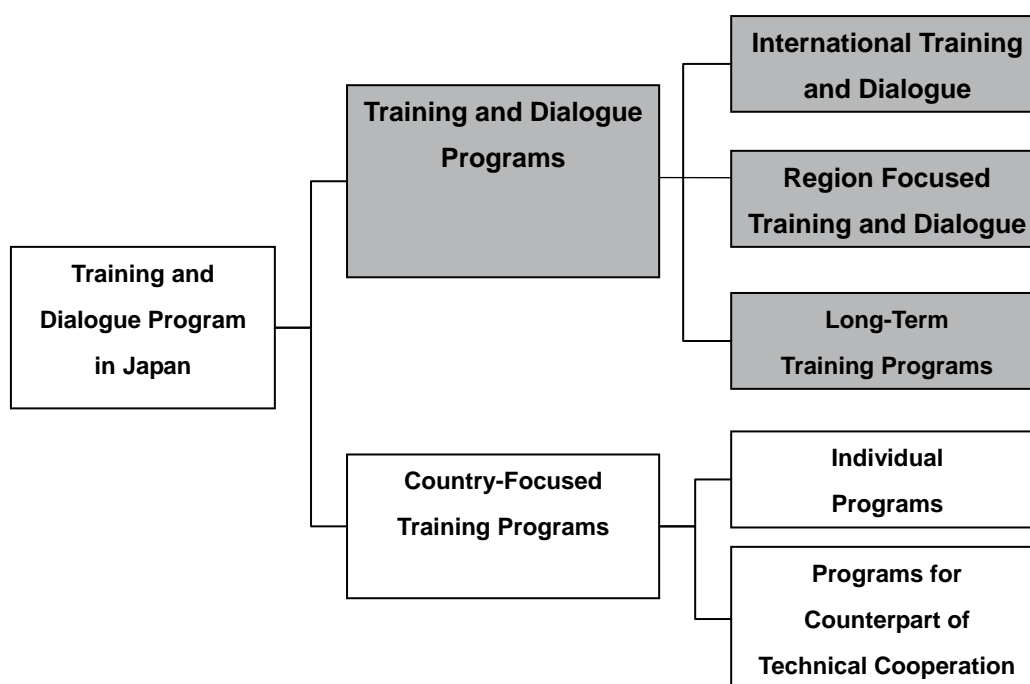 Training and
Dialogue Program
in Japan
Training and Dialogue
Programs
International Training
and Dialogue
Region Focused
Training and Dialogue
Long-Term
Training Programs
Country-Focused
Training Programs
Individual
Programs
Programs for
Counterpart of
Technical Cooperation